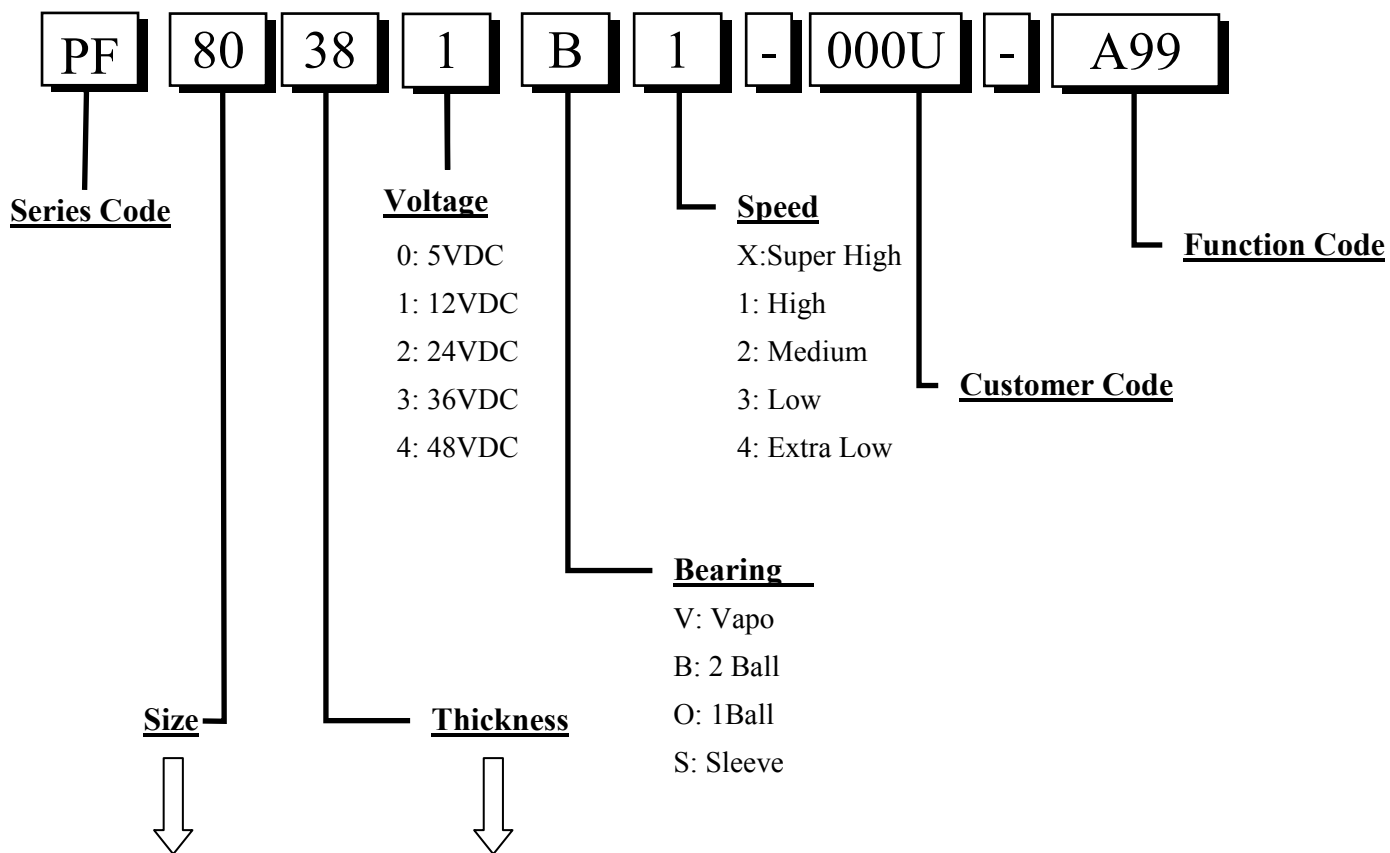 PF 80 38 1 B 1 - 000U - A99
Series Code
Voltage
0: 5VDC
1: 12VDC
2: 24VDC
3: 36VDC
4: 48VDC
Speed
X:Super High
1: High
2: Medium
3: Low
4: Extra Low
Function Code
Customer Code
Bearing
V: Vapo
B: 2 Ball
O: 1Ball
S: Sleeve
Size
Thickness